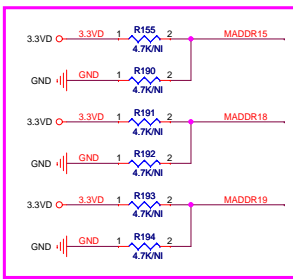 R155
3.3VD 3.3VD 1 2 MADDR15
4.7K/NI
R190
GND GND 1 2
4.7K/NI
R191
3.3VD 3.3VD 1 2 MADDR18
4.7K/NI
R192
GND GND 1 2
4.7K/NI
R193
3.3VD 3.3VD 1 2 MADDR19
4.7K/NI
R194
GND GND 1 2
4.7K/NI